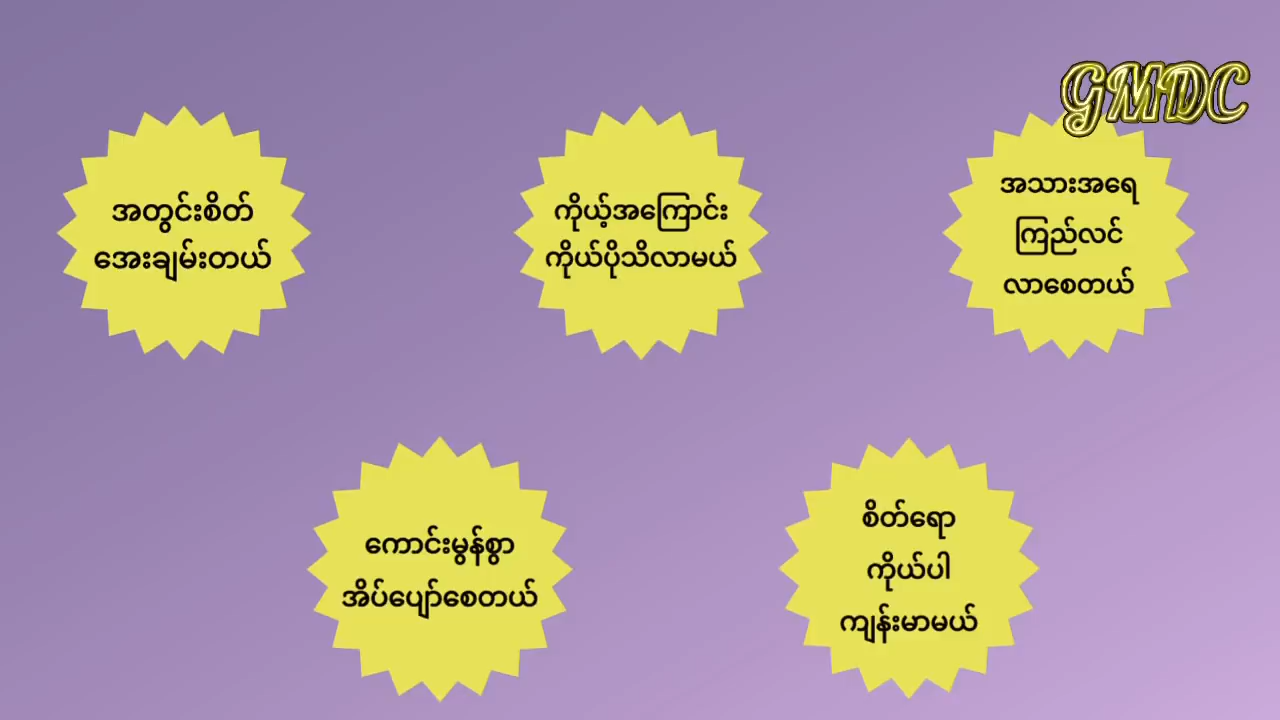 GMDC
အတွင်းစိတ်
အေးချမ်းတယ်
ကိုယ့်အကြောင်း
ကိုယ်ပိုသိလာမယ်
အသားအရေ
ကြည်လင်
လာစေတယ်
ကောင်းမွန်စွာ
အိပ်ပျော်စေတယ်
စိတ်ရော
ကိုယ်ပါ
ကျန်းမာမယ်